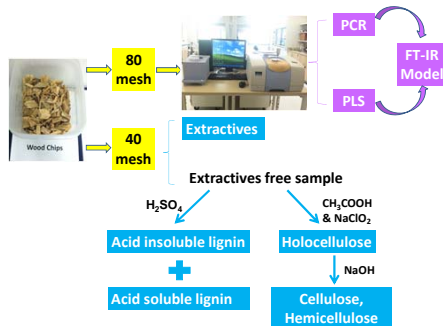 PCR
80
mesh
FT-IR
Model
PLS
Wood Chips
40
mesh
Extractives
Extractives free sample
H₂SO₄
CH₃COOH
& NaClO₂
Acid insoluble lignin
Holocellulose
NaOH
Acid soluble lignin
Cellulose,
Hemicellulose